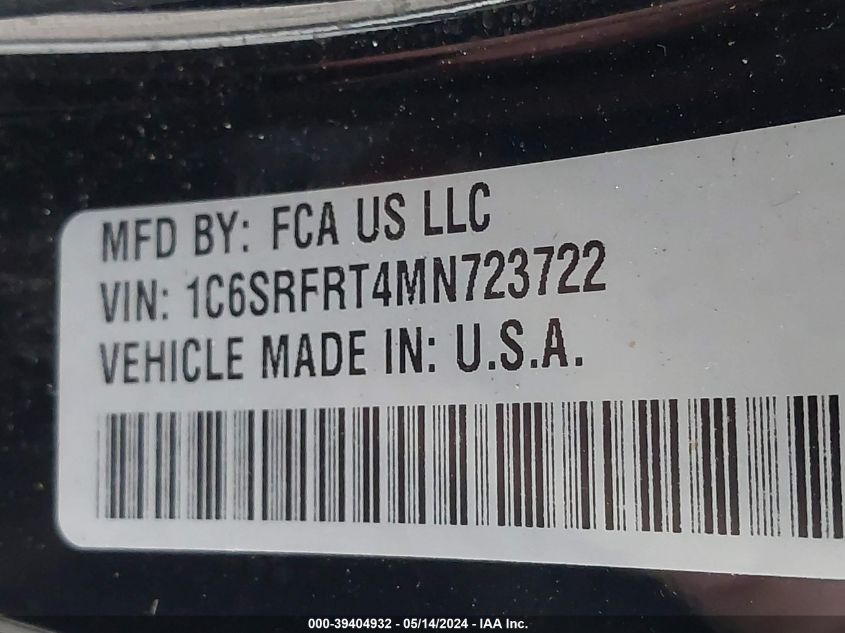 MFD BY: FCA US LLC
VIN: 1C6SRFRT4MN723722
VEHICLE MADE IN: U.S.A.
000-39404932 - 05/14/2024 - IAA Inc.